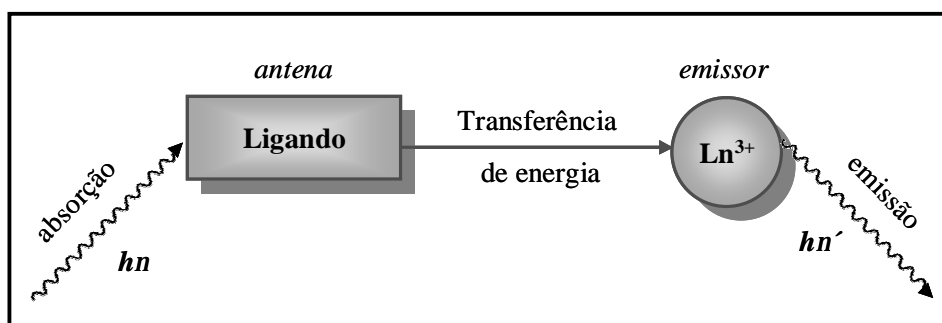 antena
emissor
Ligando
Transferência
de energia
Ln³⁺
absorção
hn
emissão
hn´